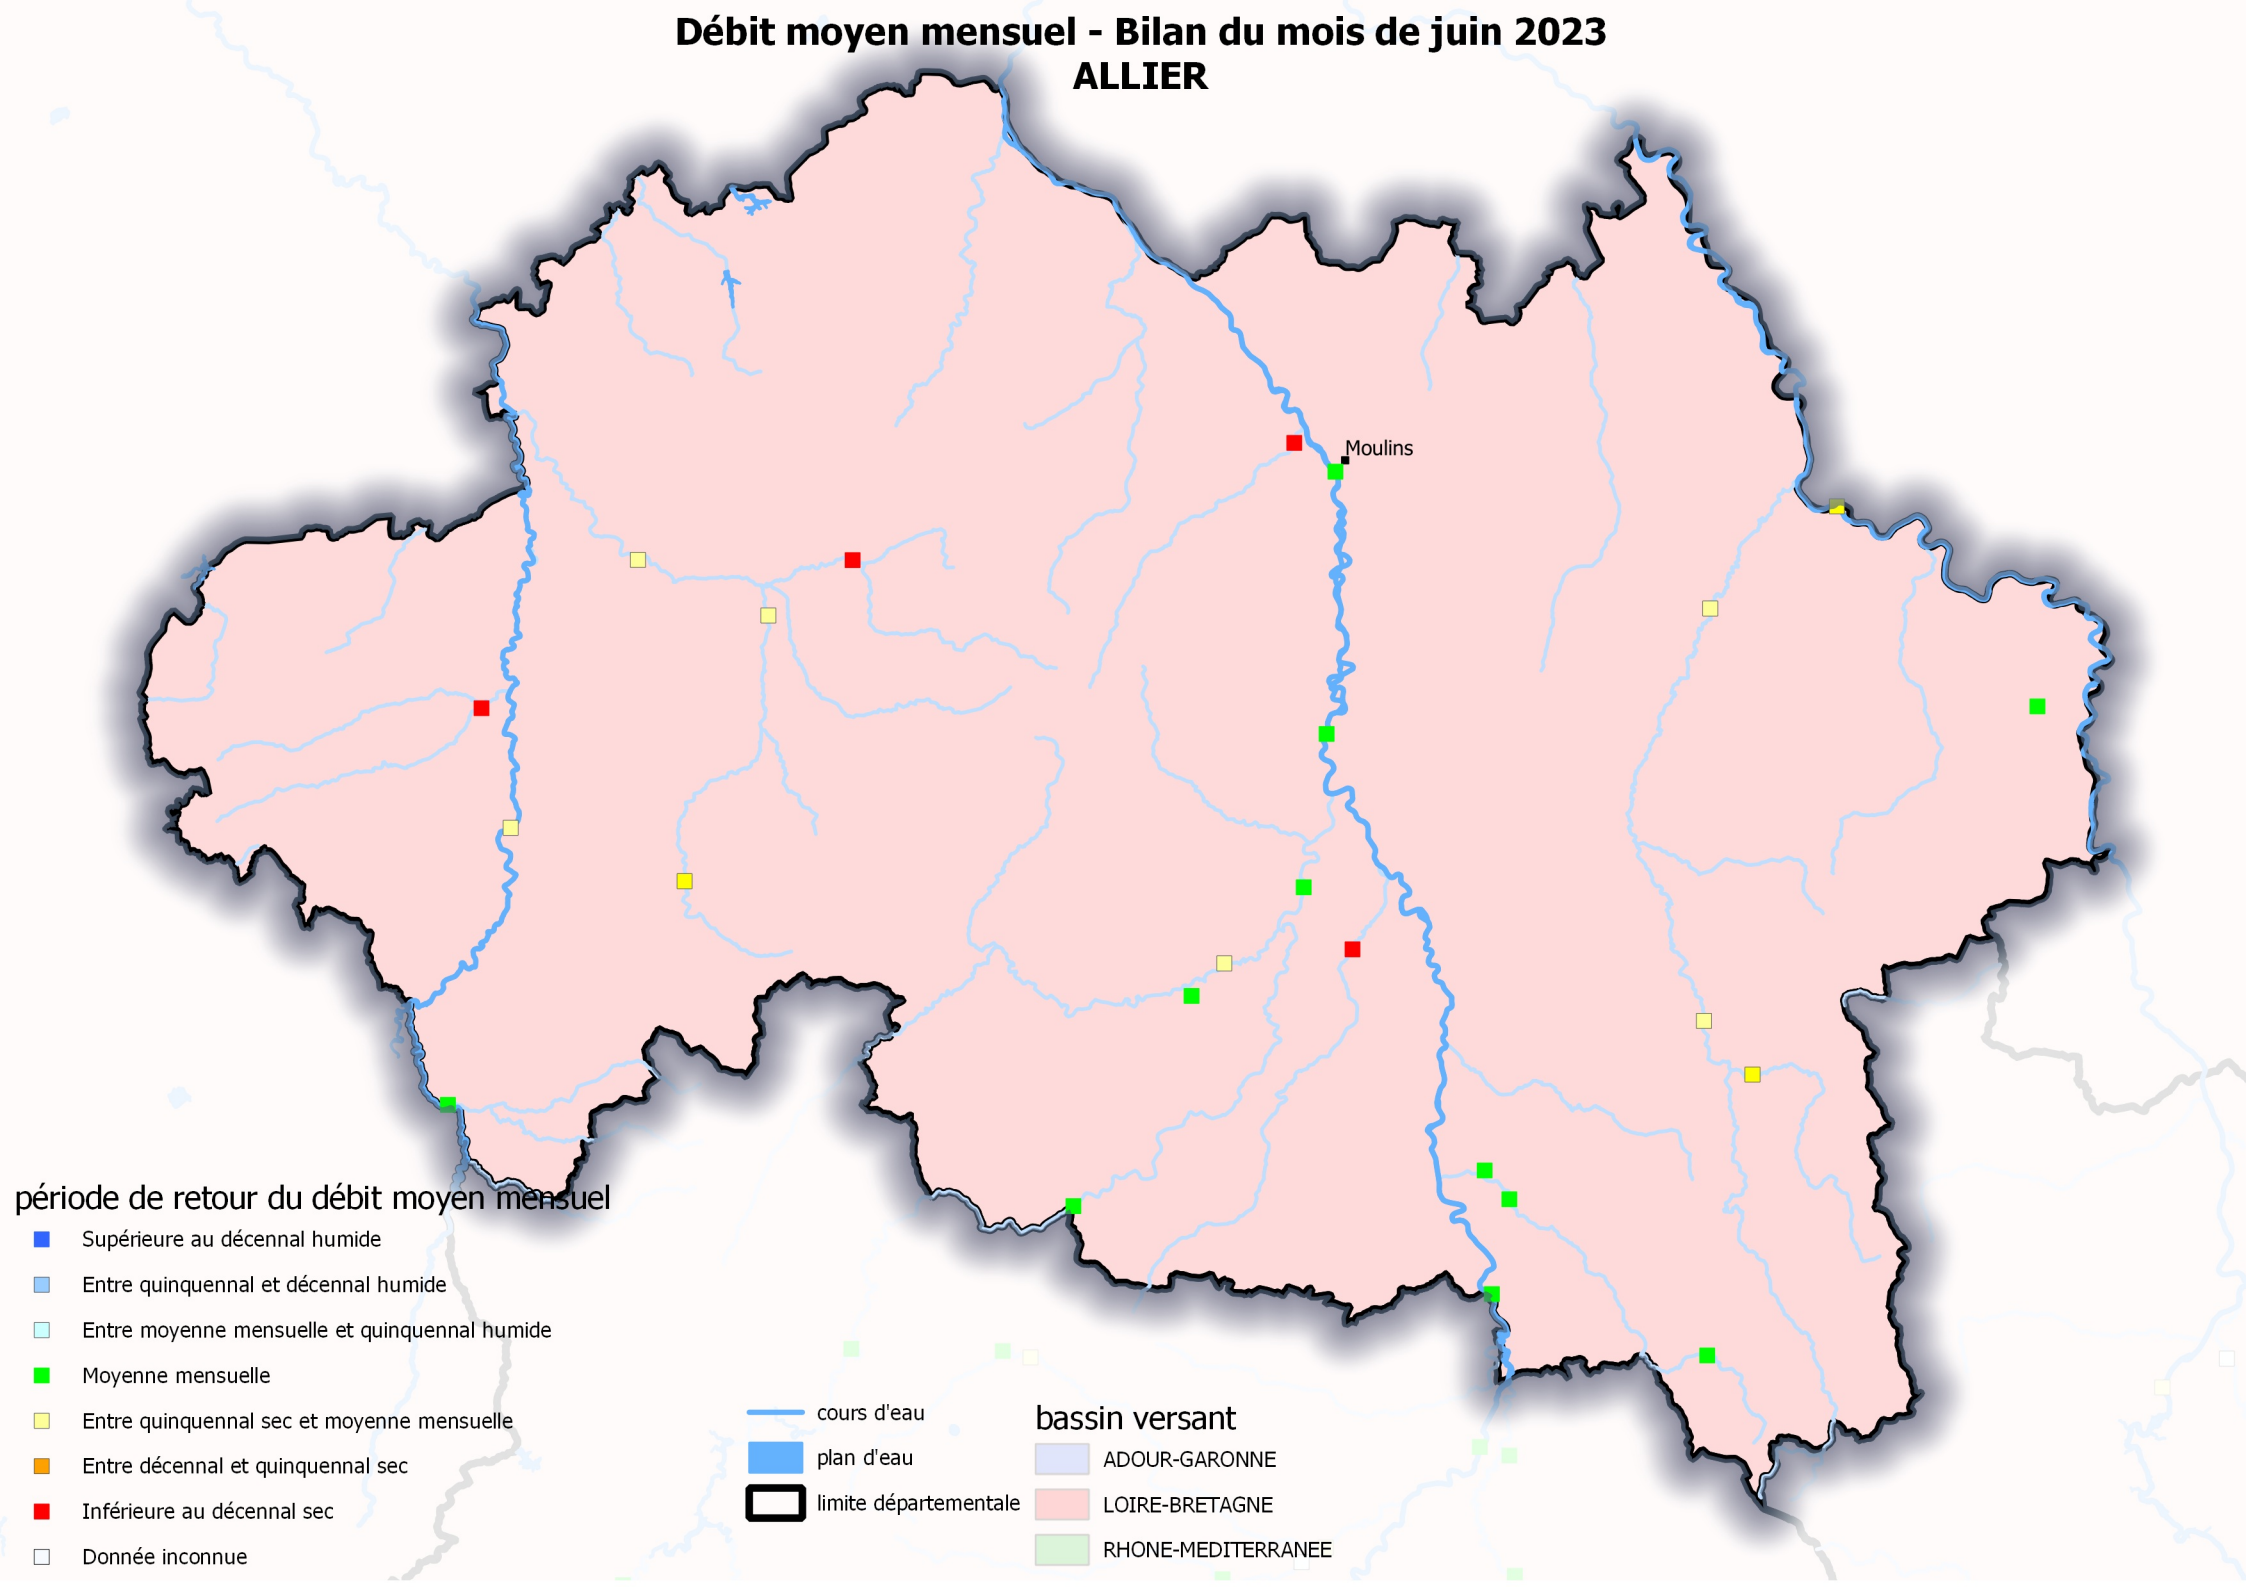 Débit moyen mensuel - Bilan du mois de juin 2023
ALLIER
Moulins
période de retour du débit moyen mensuel
Supérieure au décennal humide
Entre quinquennal et décennal humide
Entre moyenne mensuelle et quinquennal humide
Moyenne mensuelle
Entre quinquennal sec et moyenne mensuelle
Entre décennal et quinquennal sec
Inférieure au décennal sec
Donnée inconnue
cours d'eau
plan d'eau
limite départementale
bassin versant
ADOUR-GARONNE
LOIRE-BRETAGNE
RHONE-MEDITERRANEE